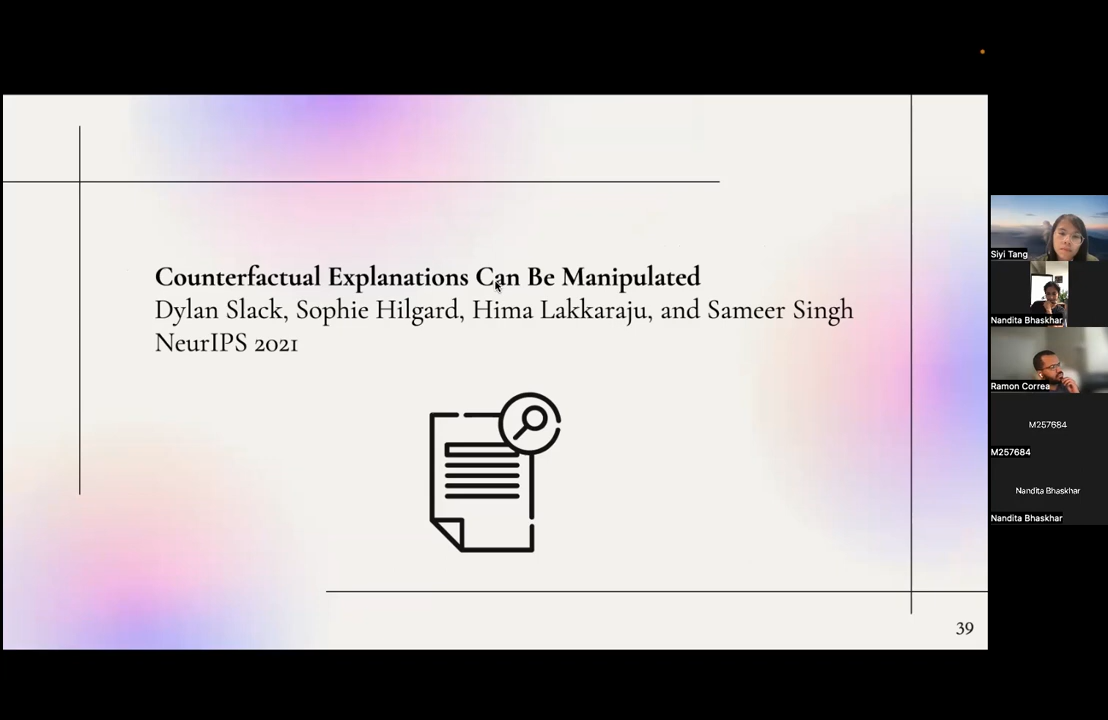 Counterfactual Explanations Can Be Manipulated
Dylan Slack, Sophie Hilgard, Hima Lakkaraju, and Sameer Singh
NeurIPS 2021
39
Siyi Tang
Nandita Bhaskhar
Ramon Correa
M257684
M257684
Nandita Bhaskhar
Nandita Bhaskhar